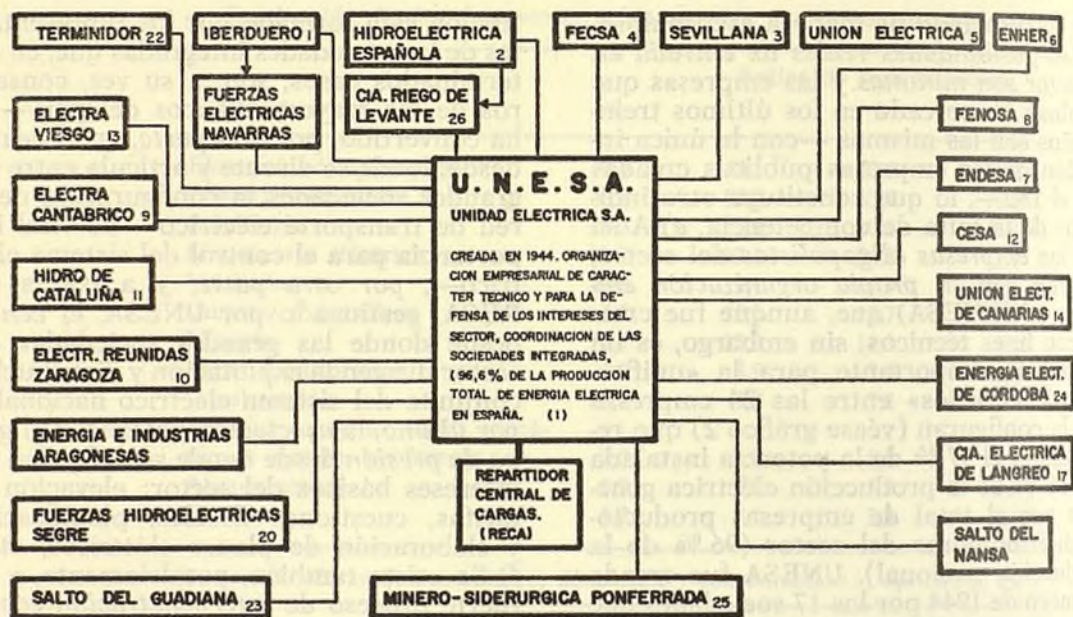 TERMINIDOR 22
IBERDUERO 1
HIDROELECTRICA
ESPAÑOLA 2
FECSA 4
SEVILLANA 3
UNION ELECTRICA 5
ENHER 6
ELECTRA
VIESGO 13
FUERZAS
ELECTRICAS
NAVARRAS
CIA. RIEGO
LEVANTE 26
FENOSA 8
ELECTRA
CANTABRICO 9
ENDESA 7
HIDRO DE
CATALUÑA 11
CESA 12
ELECTR. REUNIDAS
ZARAGOZA 10
UNION ELECT.
DE CANARIAS 14
ENERGIA E INDUSTRIAS
ARAGONESAS
ENERGIA ELECT.
DE CORDOBA 24
FUERZAS HIDROELECTRICAS
SEGRE 20
CIA. ELECTRICA
DE LANGREO 17
SALTO DEL GUADIANA 23
SALTO DEL
NANSA
U.N.E.S.A.
UNIDAD ELECTRICA S.A.
CREADA EN 1944. ORGANIZA-
CION EMPRESARIAL DE CARAC-
TER TECNICO Y PARA LA DE-
FENSA DE LOS INTERESES DEL
SECTOR. COORDINACION DE LAS
SOCIEDADES INTEGRADAS.
(96,6% DE LA PRODUCCION
TOTAL DE ENERGIA ELECTRICA
EN ESPAÑA. (1)
REPARTIDOR
CENTRAL DE
CARGAS.
(RECA)
MINERO-SIDERURGICA PONFERRADA 25